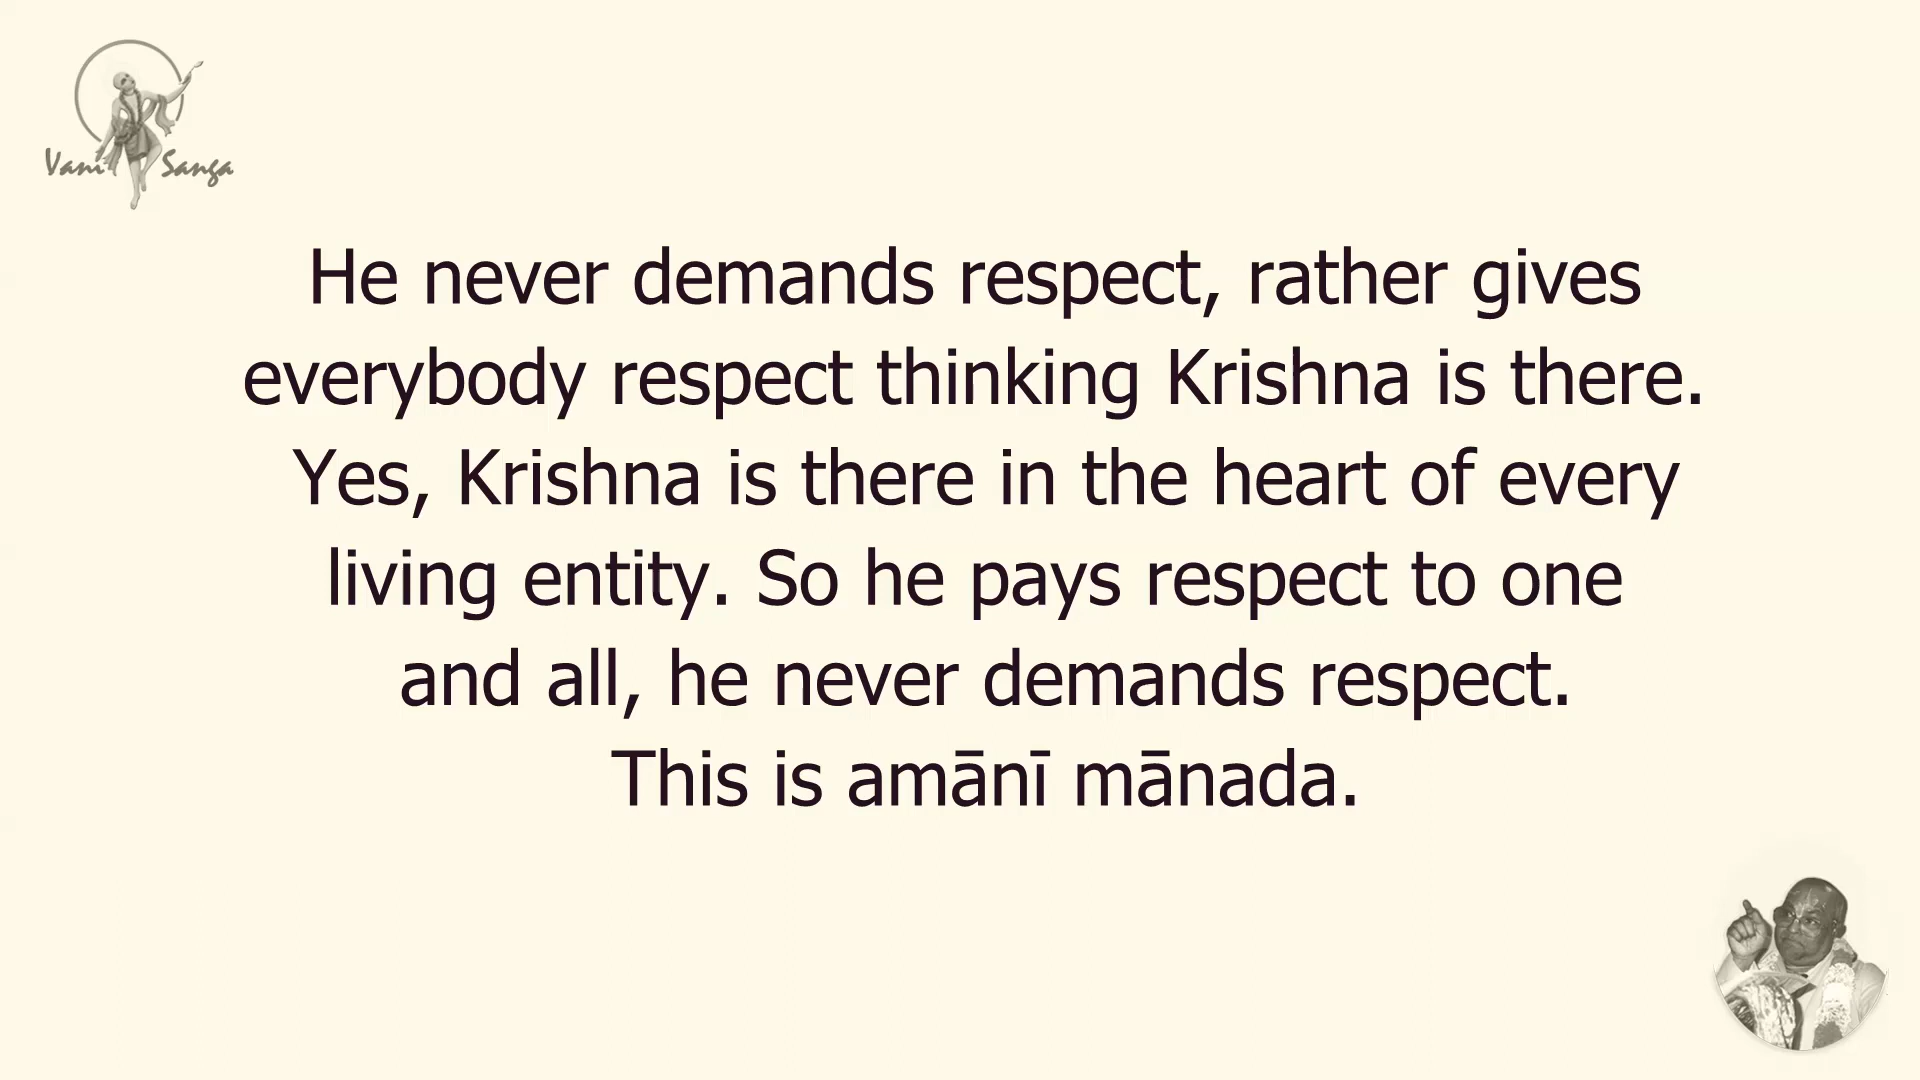 Vani Sanga
He never demands respect, rather gives
everybody respect thinking Krishna is there.
Yes, Krishna is there in the heart of every
living entity. So he pays respect to one
and all, he never demands respect.
This is amānī mānada.